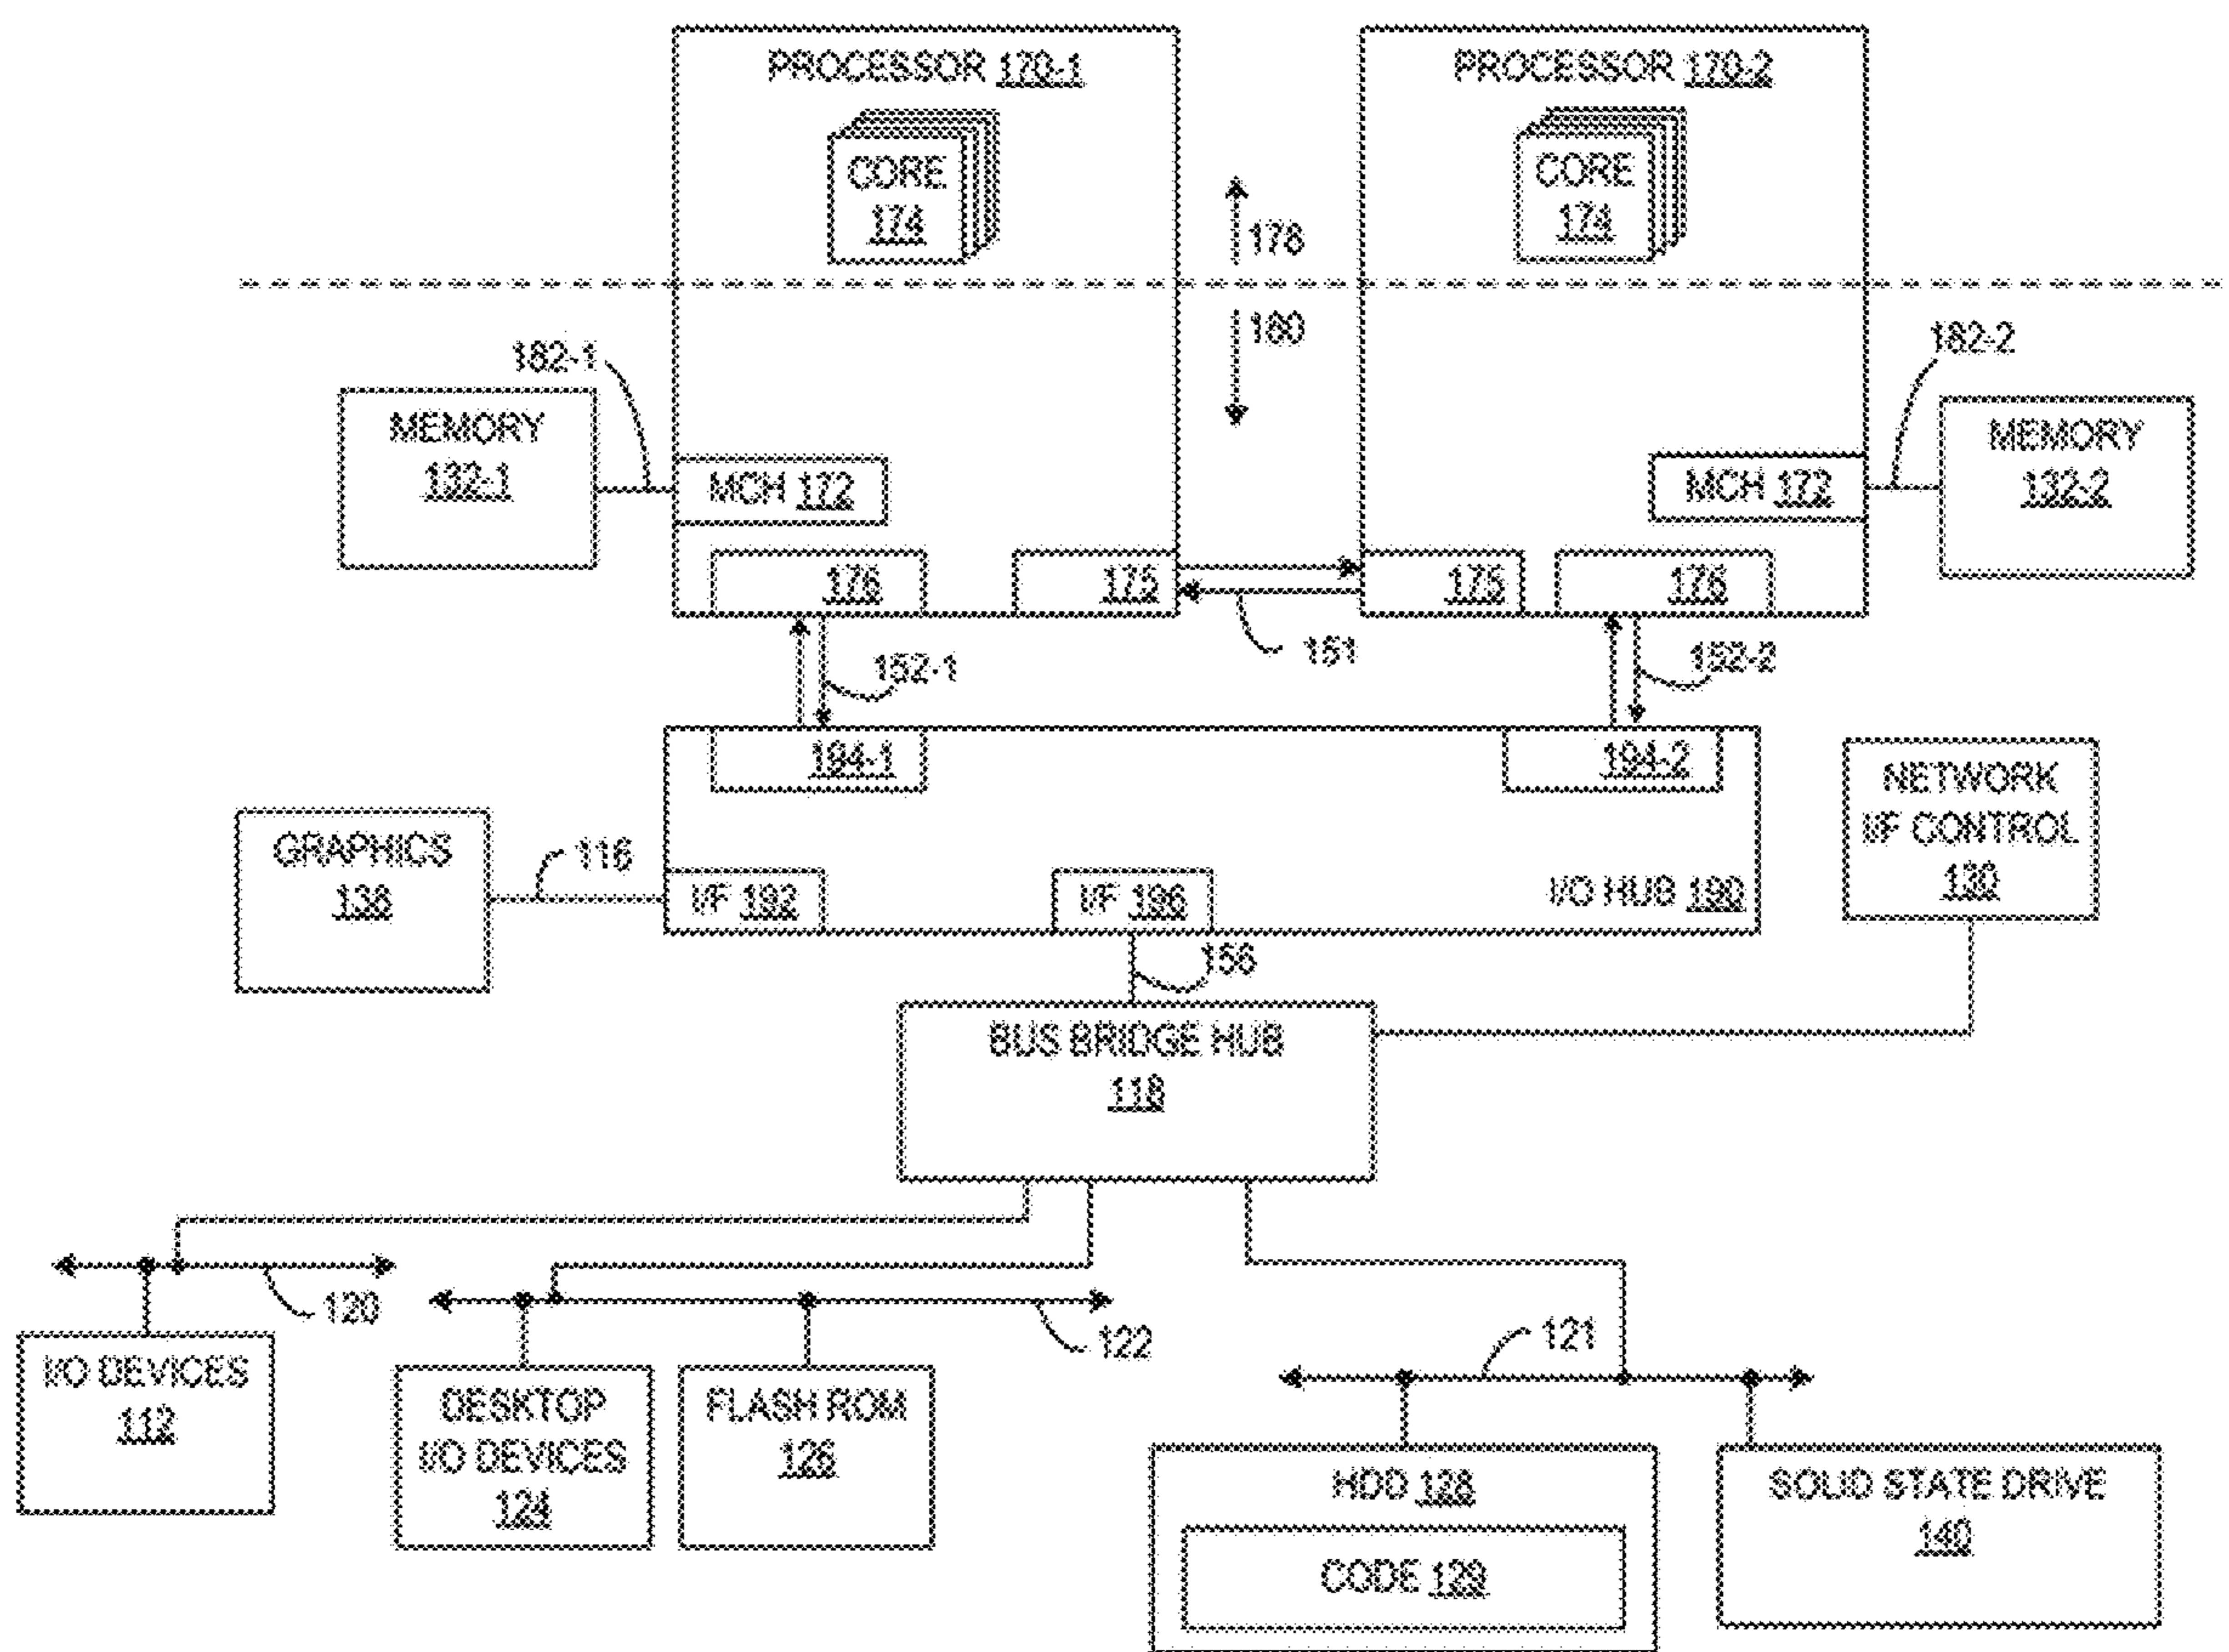 PROCESSOR 170-1
PROCESSOR 170-2
CORE
174
CORE
174
178
180
182-1
182-2
MEMORY
132-1
MEMORY
132-2
MCH 172
MCH 172
176
175
175
176
151
152-1
152-2
194-1
194-2
NETWORK
I/F CONTROL
130
GRAPHICS
138
116
I/F 192
I/F 196
I/O HUB 190
156
BUS BRIDGE HUB
118
120
122
121
I/O DEVICES
112
DESKTOP
I/O DEVICES
124
FLASH ROM
126
HDD 128
CODE 129
SOLID STATE DRIVE
140